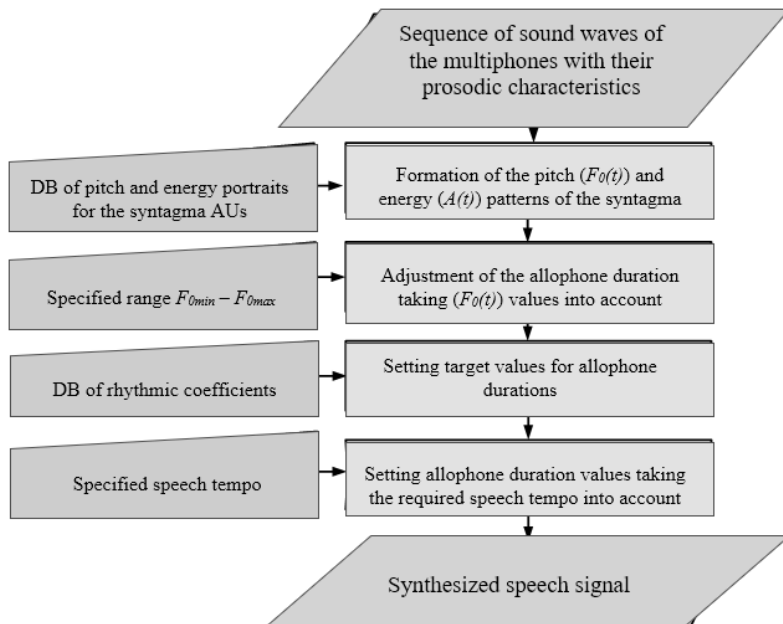 Sequence of sound waves of
the multiphones with their
prosodic characteristics
DB of pitch and energy portraits
for the syntagma AUs
Formation of the pitch (F0(t)) and
energy (A(t)) patterns of the syntagma
Specified range F0min – F0max
Adjustment of the allophone duration
taking (F0(t)) values into account
DB of rhythmic coefficients
Setting target values for allophone
durations
Specified speech tempo
Setting allophone duration values taking
the required speech tempo into account
Synthesized speech signal